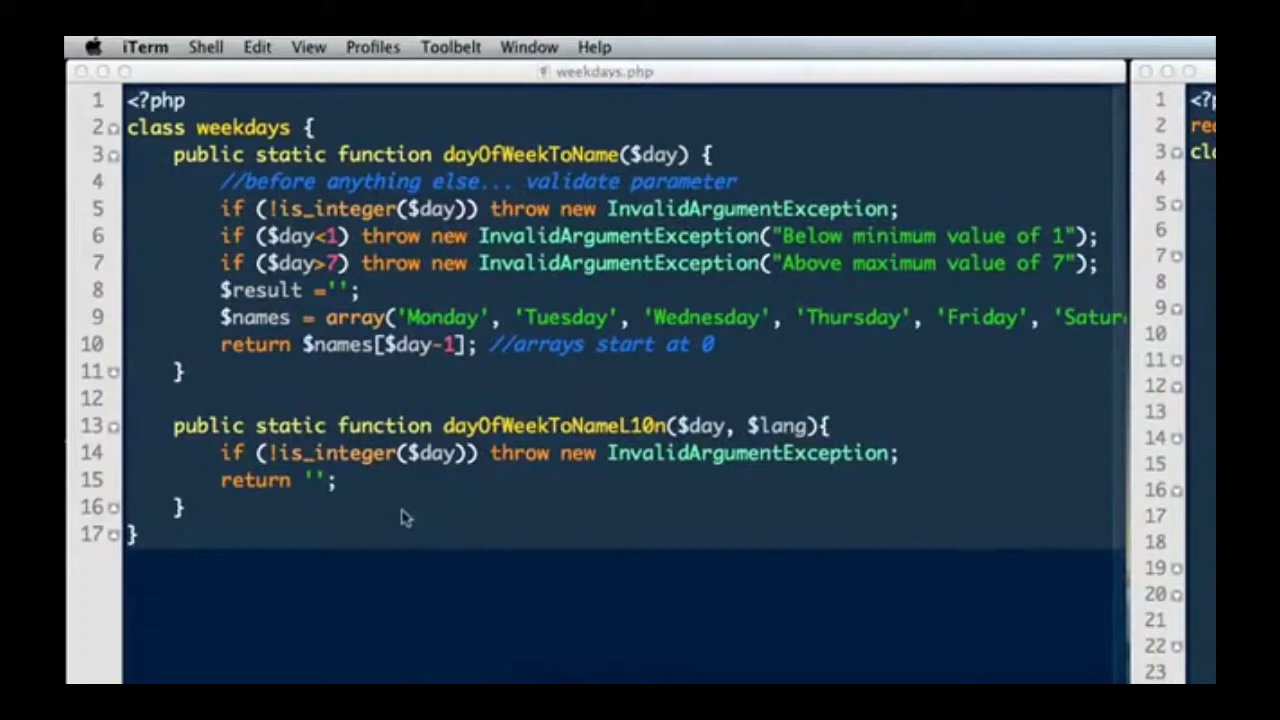 iTerm Shell Edit View Profiles Toolbelt Window Help
weekdays.php
1 <?php
2 class weekdays {
3 public static function dayOfWeekToName($day) {
4 //before anything else... validate parameter
5 if (!is_integer($day)) throw new InvalidArgumentException;
6 if ($day<1) throw new InvalidArgumentException("Below minimum value of 1");
7 if ($day>7) throw new InvalidArgumentException("Above maximum value of 7");
8 $result ='';
9 $names = array('Monday', 'Tuesday', 'Wednesday', 'Thursday', 'Friday', 'Satur
10 return $names[$day-1]; //arrays start at 0
11 }
12
13 public static function dayOfWeekToNameL10n($day, $lang){
14 if (!is_integer($day)) throw new InvalidArgumentException;
15 return '';
16 }
17 }
1 <?p
2 rec
3 cl
4
5
6
7
8
9
10
11
12
13
14
15
16
17
18
19
20
21
22
23